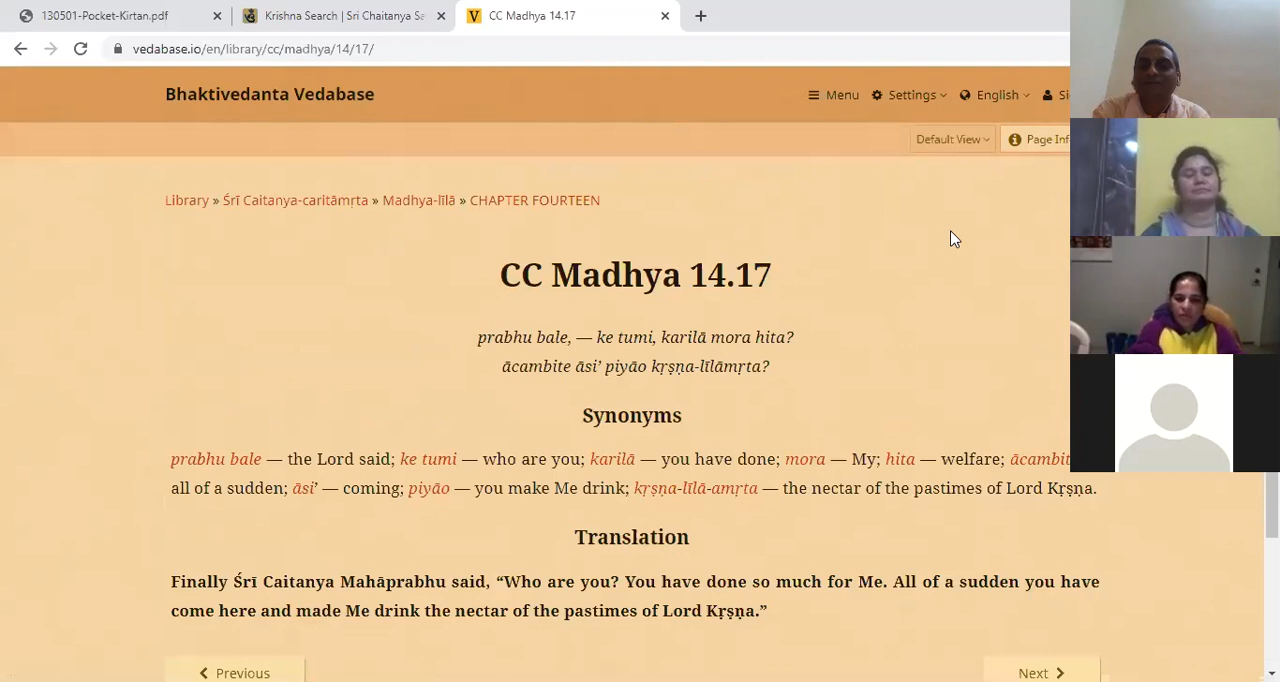 130501-Pocket-Kirtan.pdf
Krishna Search | Sri Chaitanya Sa
CC Madhya 14.17
vedabase.io/en/library/cc/madhya/14/17/
Bhaktivedanta Vedabase
Menu Settings English Si
Default View Page Inf
Library » Śrī Caitanya-caritāmṛta » Madhya-līlā » CHAPTER FOURTEEN
CC Madhya 14.17
prabhu bale, — ke tumi, karilā mora hita?
ācambite āsi’ piyāo kṛṣṇa-līlāmṛta?
Synonyms
prabhu bale — the Lord said; ke tumi — who are you; karilā — you have done; mora — My; hita — welfare; ācambit
all of a sudden; āsi’ — coming; piyāo — you make Me drink; kṛṣṇa-līlā-amṛta — the nectar of the pastimes of Lord Kṛṣṇa.
Translation
Finally Śrī Caitanya Mahāprabhu said, “Who are you? You have done so much for Me. All of a sudden you have
come here and made Me drink the nectar of the pastimes of Lord Kṛṣṇa.”
Previous
Next